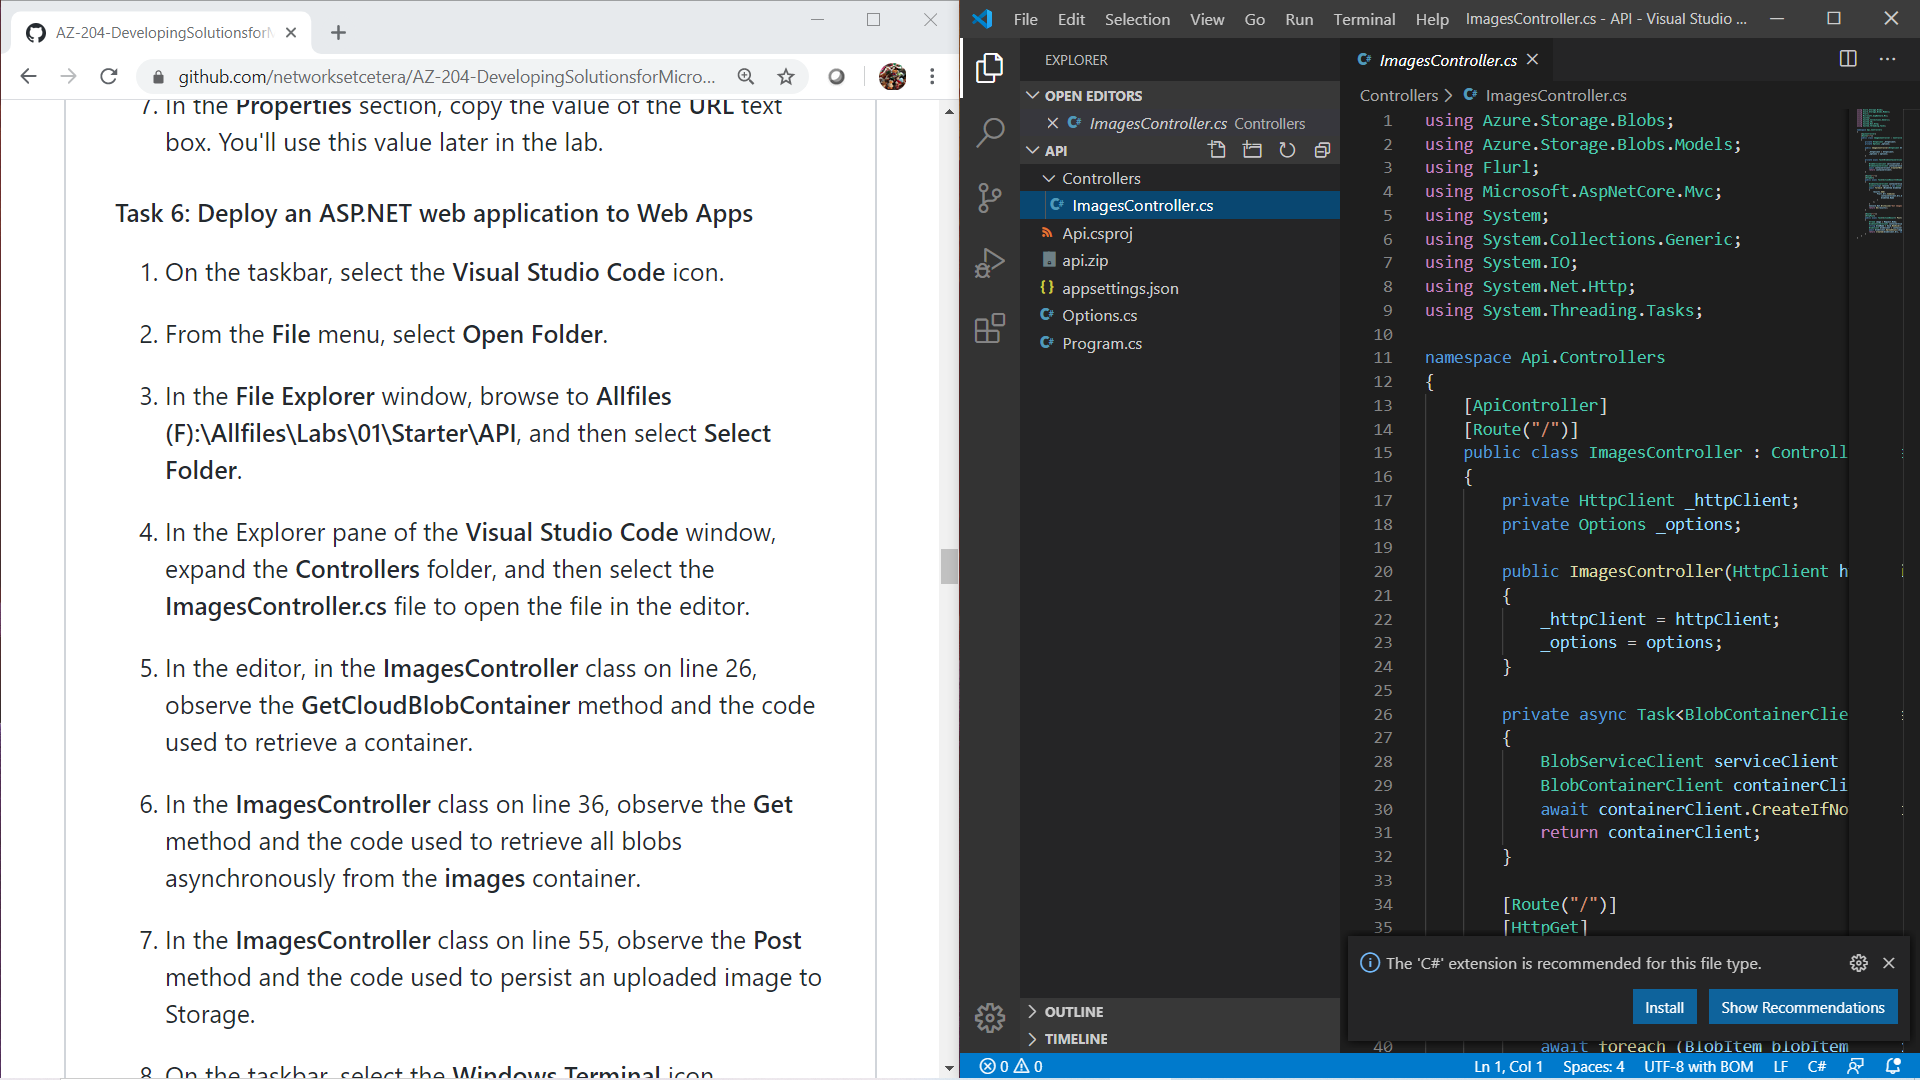 AZ-204-DevelopingSolutionsforM
github.com/networksetcetera/AZ-204-DevelopingSolutionsforMicro...
7. In the Properties section, copy the value of the URL text
box. You'll use this value later in the lab.
Task 6: Deploy an ASP.NET web application to Web Apps
1. On the taskbar, select the Visual Studio Code icon.
2. From the File menu, select Open Folder.
3. In the File Explorer window, browse to Allfiles
(F):\Allfiles\Labs\01\Starter\API, and then select Select
Folder.
4. In the Explorer pane of the Visual Studio Code window,
expand the Controllers folder, and then select the
ImagesController.cs file to open the file in the editor.
5. In the editor, in the ImagesController class on line 26,
observe the GetCloudBlobContainer method and the code
used to retrieve a container.
6. In the ImagesController class on line 36, observe the Get
method and the code used to retrieve all blobs
asynchronously from the images container.
7. In the ImagesController class on line 55, observe the Post
method and the code used to persist an uploaded image to
Storage.
8. On the taskbar, select the Windows Terminal icon.
File Edit Selection View Go Run Terminal Help ImagesController.cs - API - Visual Studio ...
EXPLORER
OPEN EDITORS
ImagesController.cs Controllers
API
Controllers
ImagesController.cs
Api.csproj
api.zip
appsettings.json
Options.cs
Program.cs
OUTLINE
TIMELINE
ImagesController.cs
Controllers > ImagesController.cs
1 using Azure.Storage.Blobs;
2 using Azure.Storage.Blobs.Models;
3 using Flurl;
4 using Microsoft.AspNetCore.Mvc;
5 using System;
6 using System.Collections.Generic;
7 using System.IO;
8 using System.Net.Http;
9 using System.Threading.Tasks;
10
11 namespace Api.Controllers
12 {
13 [ApiController]
14 [Route("/")]
15 public class ImagesController : Controll
16 {
17 private HttpClient _httpClient;
18 private Options _options;
19
20 public ImagesController(HttpClient h
21 {
22 _httpClient = httpClient;
23 _options = options;
24 }
25
26 private async Task<BlobContainerClie
27 {
28 BlobServiceClient serviceClient
29 BlobContainerClient containerCli
30 await containerClient.CreateIfNo
31 return containerClient;
32 }
33
34 [Route("/")]
35 [HttpGet]
The 'C#' extension is recommended for this file type.
Install Show Recommendations
40 await foreach (BlobItem blobItem
0 0 Ln 1, Col 1 Spaces: 4 UTF-8 with BOM LF C#